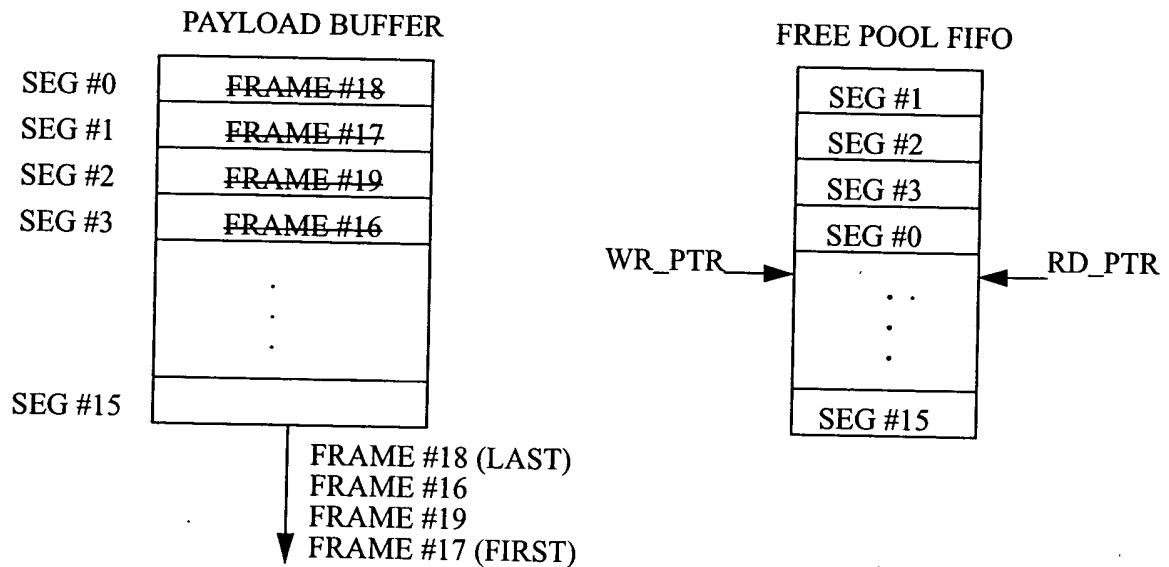 PAYLOAD BUFFER
SEG #0 FRAME #18
SEG #1 FRAME #17
SEG #2 FRAME #19
SEG #3 FRAME #16
SEG #15
FRAME #18 (LAST)
FRAME #16
FRAME #19
FRAME #17 (FIRST)
FREE POOL FIFO
SEG #1
SEG #2
SEG #3
SEG #0
WR_PTR
RD_PTR
SEG #15